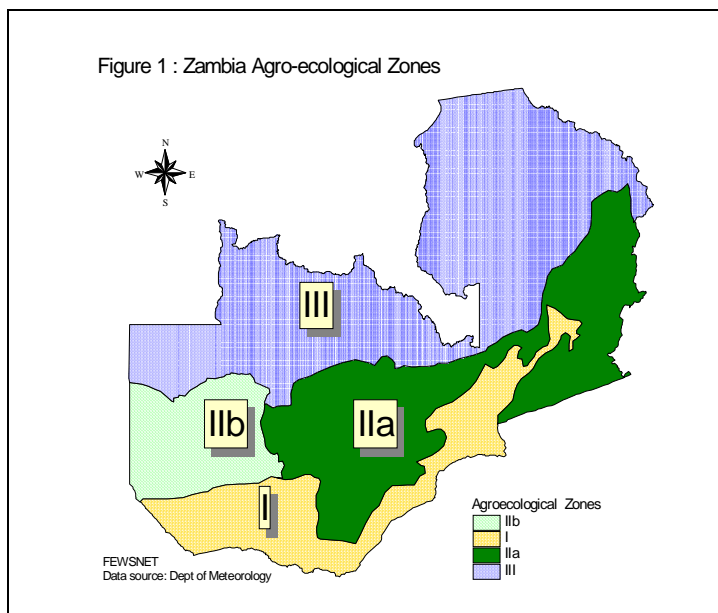 Figure 1 : Zambia Agro-ecological Zones
N
W E
S
III
IIb
IIa
I
Agroecological Zones
IIb
I
IIa
III
FEWSNET
Data source: Dept of Meteorology